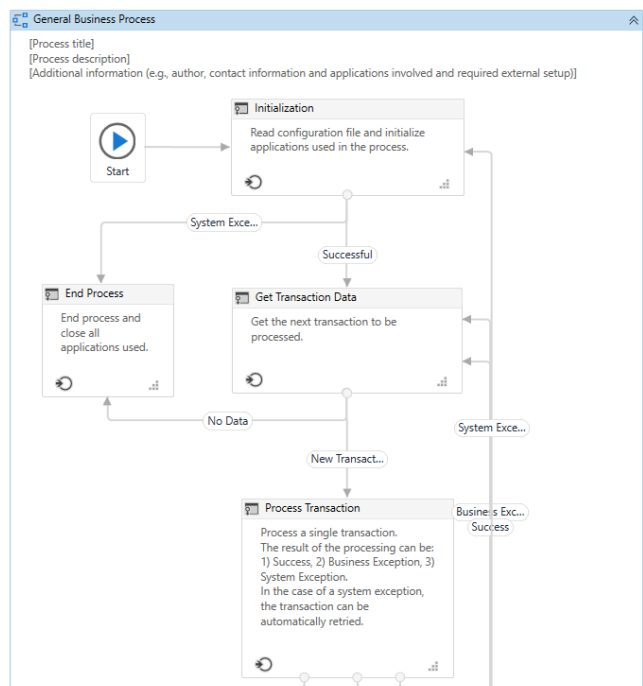 General Business Process
[Process title]
[Process description]
[Additional information (e.g., author, contact information and applications involved and required external setup)]
Initialization
Read configuration file and initialize
applications used in the process.
Start
System Exce...
Successful
End Process
End process and
close all
applications used.
Get Transaction Data
Get the next transaction to be
processed.
No Data
System Exce...
New Transact...
Process Transaction
Process a single transaction.
The result of the processing can be:
1) Success, 2) Business Exception, 3)
System Exception.
In the case of a system exception,
the transaction can be
automatically retried.
Business Exc...
Success